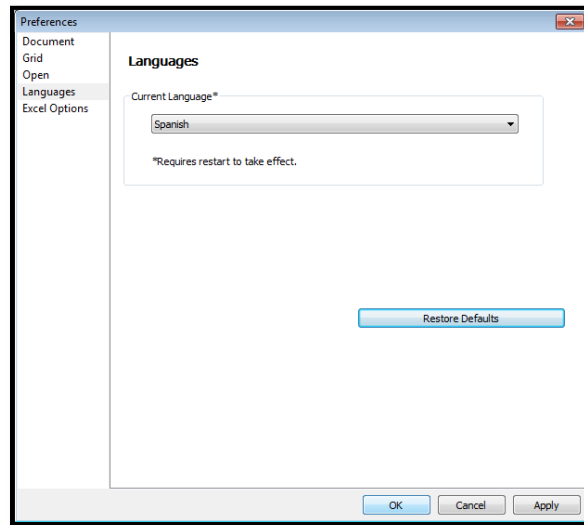 Preferences
Document
Grid
Open
Languages
Excel Options
Languages
Current Language*
Spanish
*Requires restart to take effect.
Restore Defaults
OK Cancel Apply